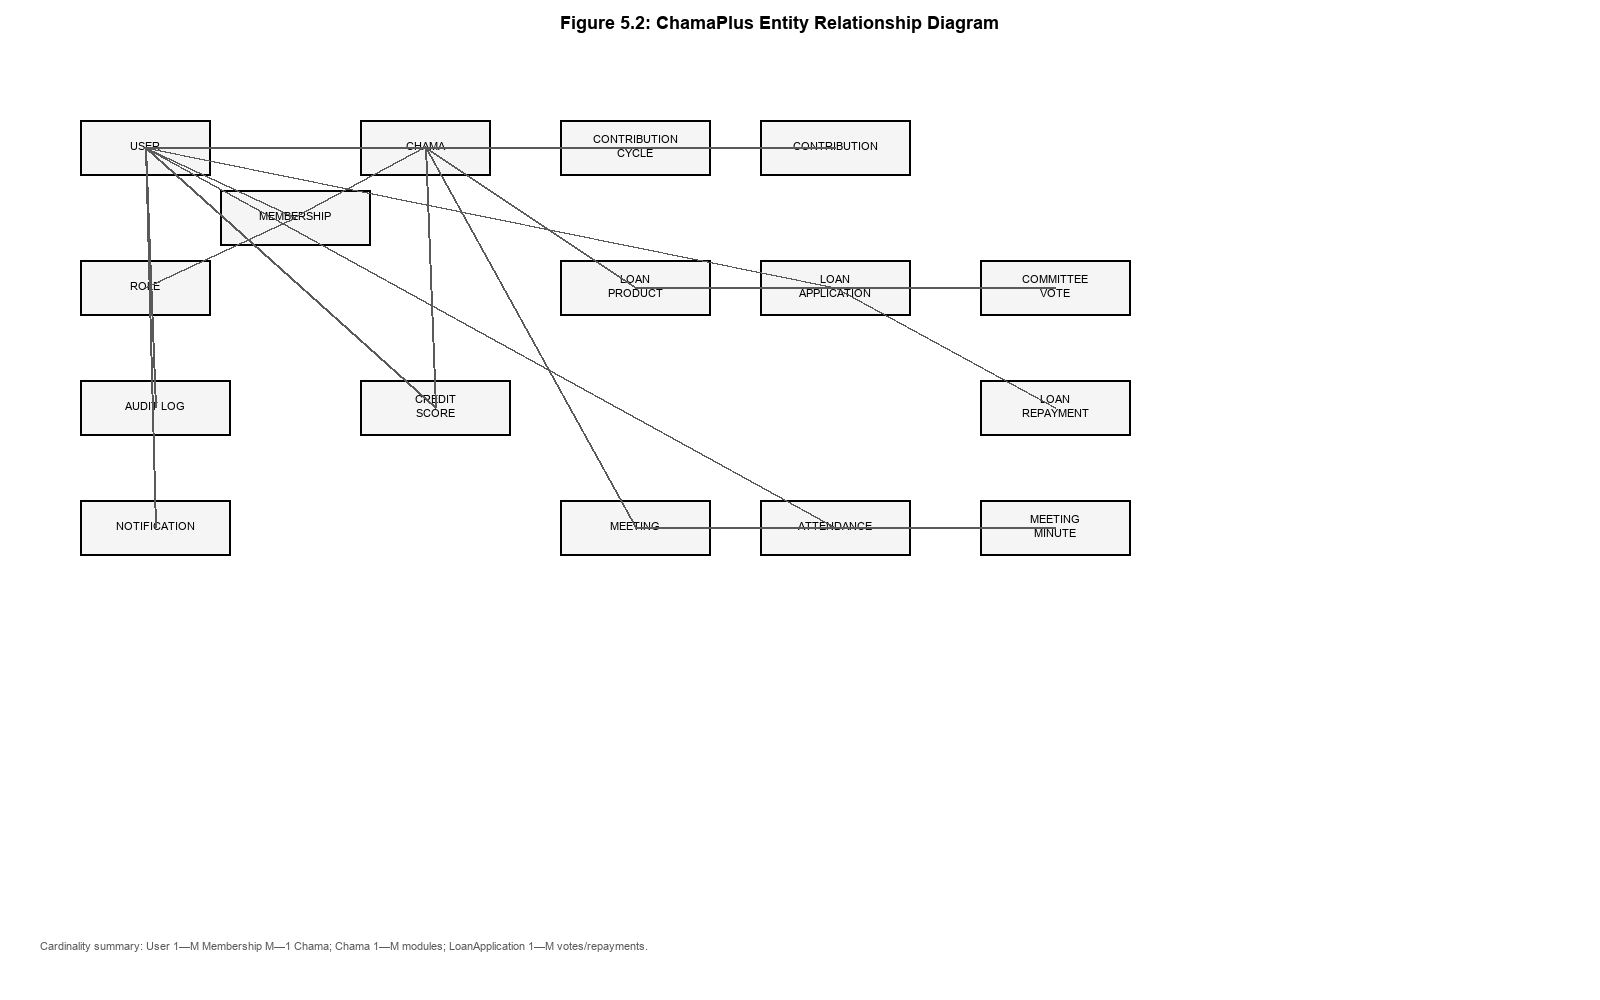 Figure 5.2: ChamaPlus Entity Relationship Diagram
USER
CHAMA
CONTRIBUTION
CYCLE
CONTRIBUTION
MEMBERSHIP
ROLE
LOAN
PRODUCT
LOAN
APPLICATION
COMMITTEE
VOTE
AUDIT LOG
CREDIT
SCORE
LOAN
REPAYMENT
NOTIFICATION
MEETING
ATTENDANCE
MEETING
MINUTE
Cardinality summary: User 1—M Membership M—1 Chama; Chama 1—M modules; LoanApplication 1—M votes/repayments.